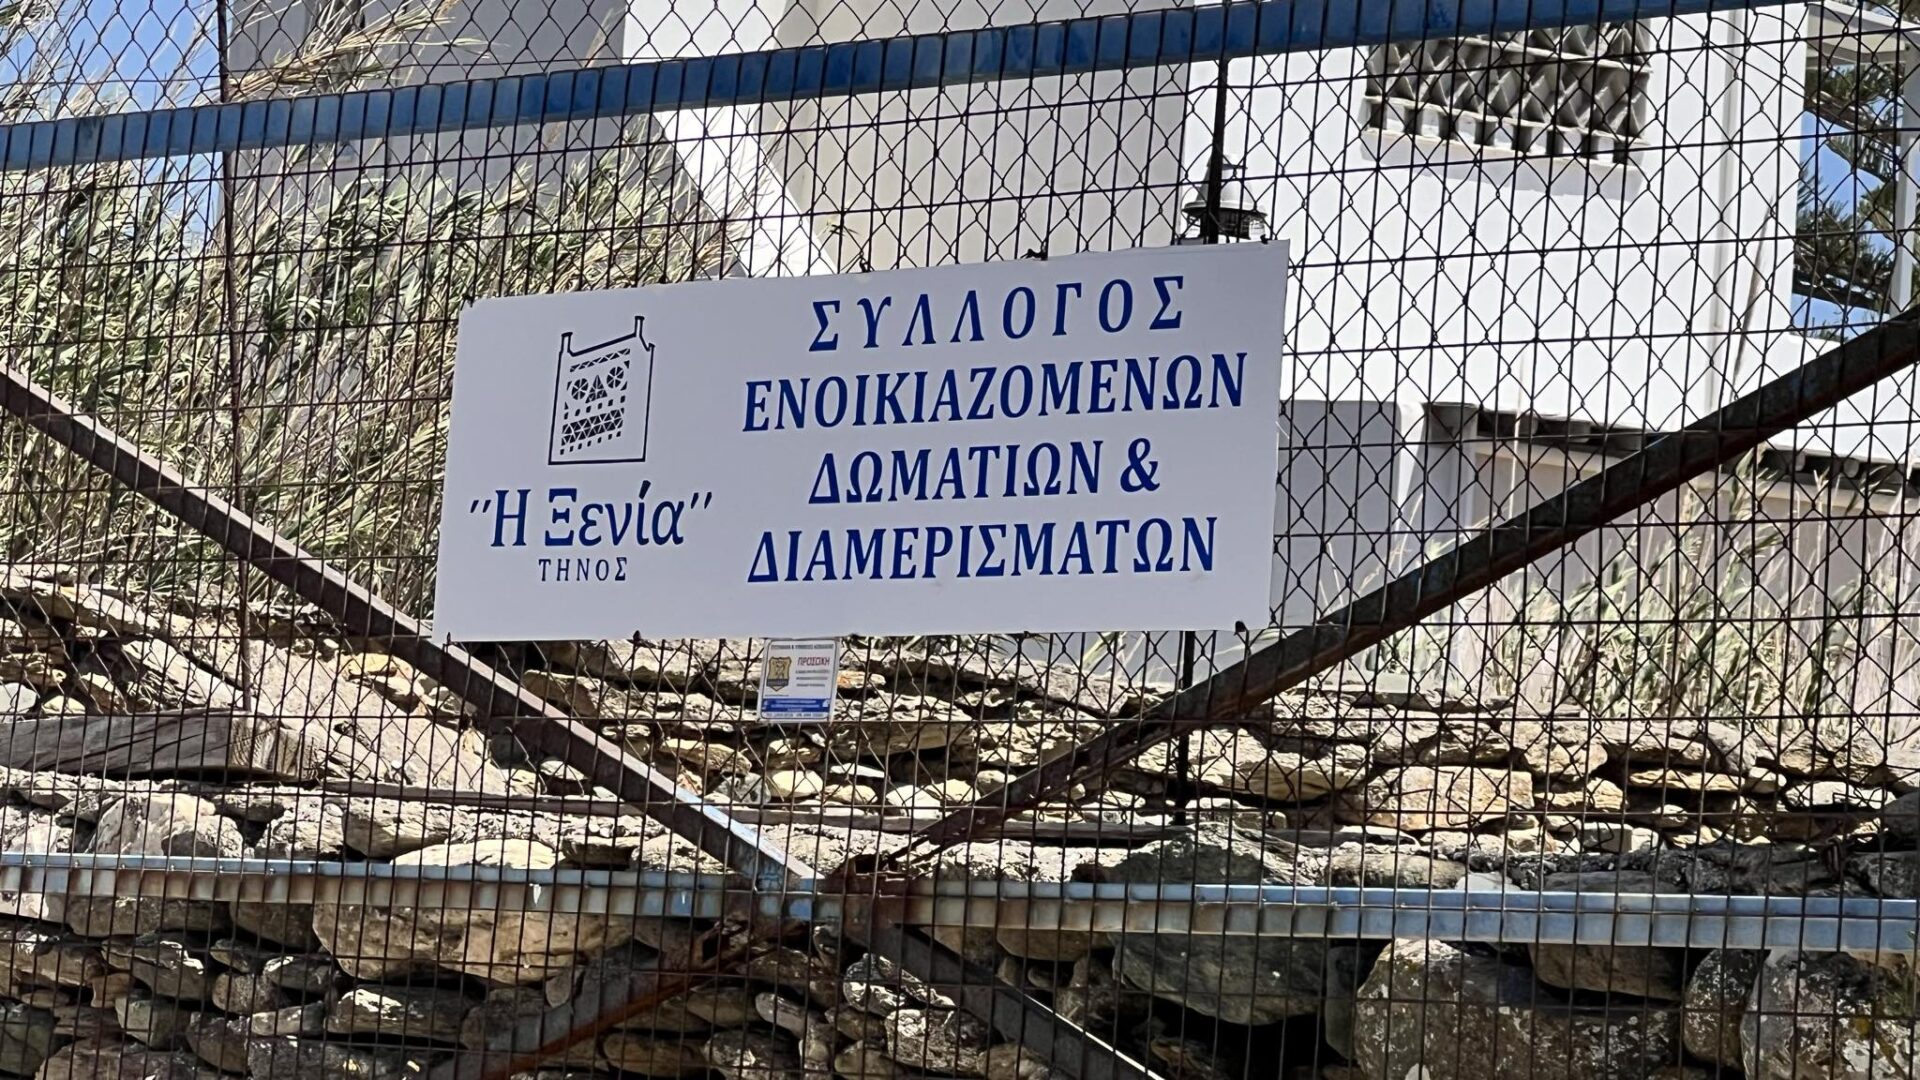 ΣΥΛΛΟΓΟΣ
ΕΝΟΙΚΙΑΖΟΜΕΝΩΝ
ΔΩΜΑΤΙΩΝ &
ΔΙΑΜΕΡΙΣΜΑΤΩΝ
"Η Ξενία"
ΤΗΝΟΣ
ΠΡΟΣΟΧΗ